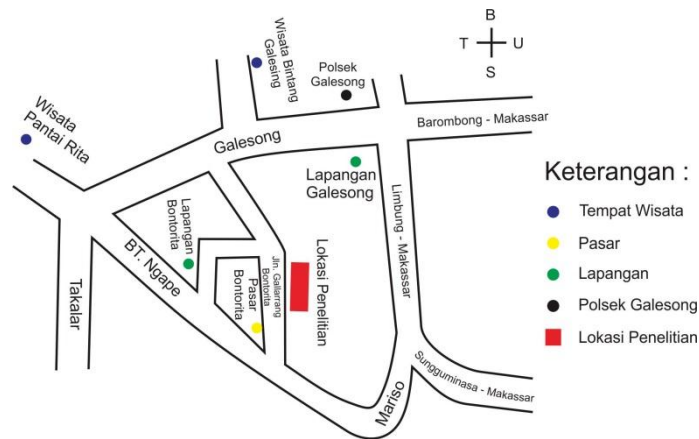 B
T U
S
Wisata Bintang
Galesing
Polsek
Galesong
Wisata
Pantai Rita
Galesong
Barombong - Makassar
Lapangan
Galesong
Keterangan :
Tempat Wisata
Pasar
Lapangan
Polsek Galesong
Lokasi Penelitian
Lapangan
Bontorita
BT. Ngape
Jln. Gallarrang
Bontorita
Lokasi Penelitian
Limbung - Makassar
Pasar
Bontorita
Takalar
Mariso
Sungguminasa - Makassar